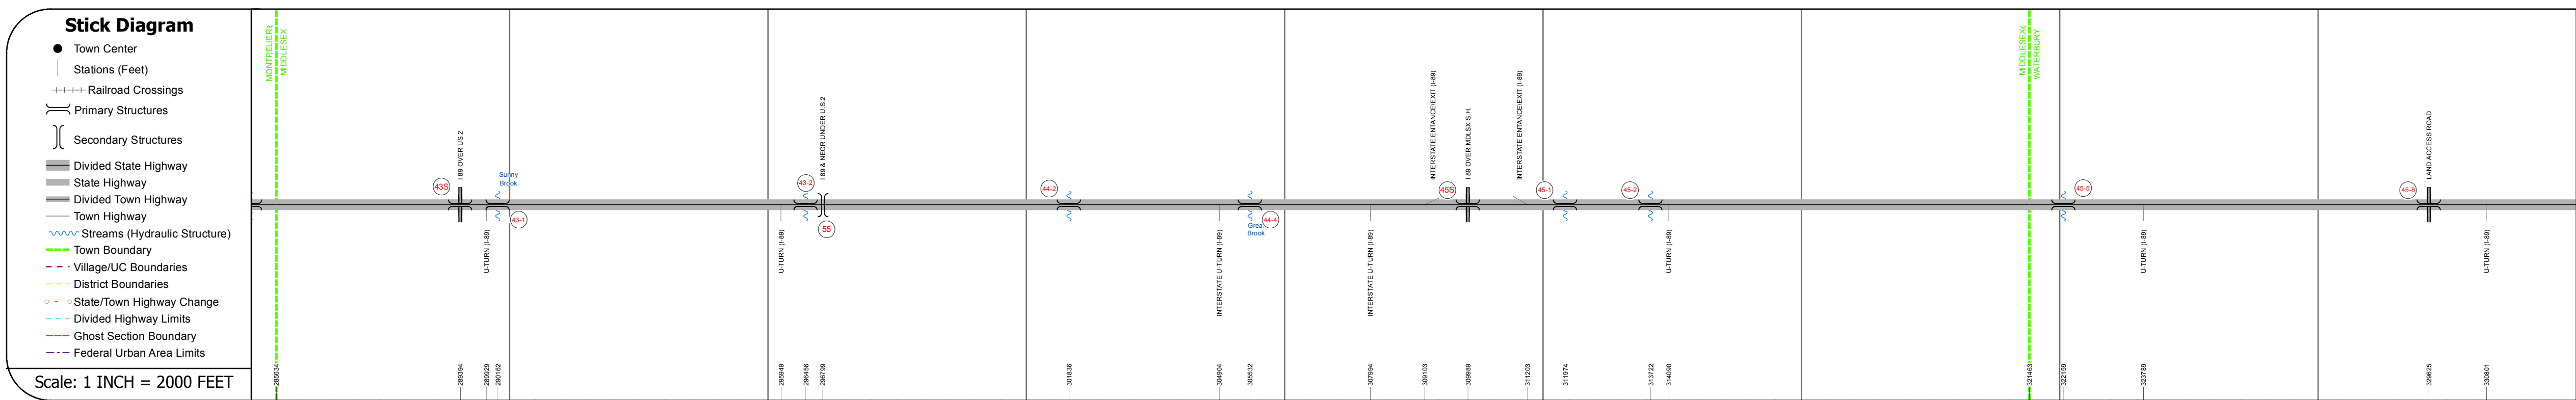 Stick Diagram
Town Center
Stations (Feet)
Railroad Crossings
Primary Structures
Secondary Structures
Divided State Highway
State Highway
Divided Town Highway
Town Highway
Streams (Hydraulic Structure)
Town Boundary
Village/UC Boundaries
District Boundaries
State/Town Highway Change
Divided Highway Limits
Ghost Section Boundary
Federal Urban Area Limits
Scale: 1 INCH = 2000 FEET
MONTPELIER
MIDDLESEX
43S
I 89 OVER US 2
Sunny
Brook
43-1
U-TURN (I-89)
43-2
I 89 & NECR UNDER U.S.2
55
U-TURN (I-89)
44-2
INTERSTATE U-TURN (I-89)
44-4
Brook
INTERSTATE U-TURN (I-89)
INTERSTATE ENTANCE\EXIT (I-89)
45S
I 89 OVER MDLSX S.H.
INTERSTATE ENTANCE\EXIT (I-89)
45-1
45-2
U-TURN (I-89)
MIDDLESEX
WATERBURY
45-5
U-TURN (I-89)
45-8
LAND ACCESS ROAD
U-TURN (I-89)
285634
289394
289929
290162
295949
296456
296799
301836
304904
305532
307994
309103
309989
311203
311974
313722
314090
321463
322159
323789
329625
330801